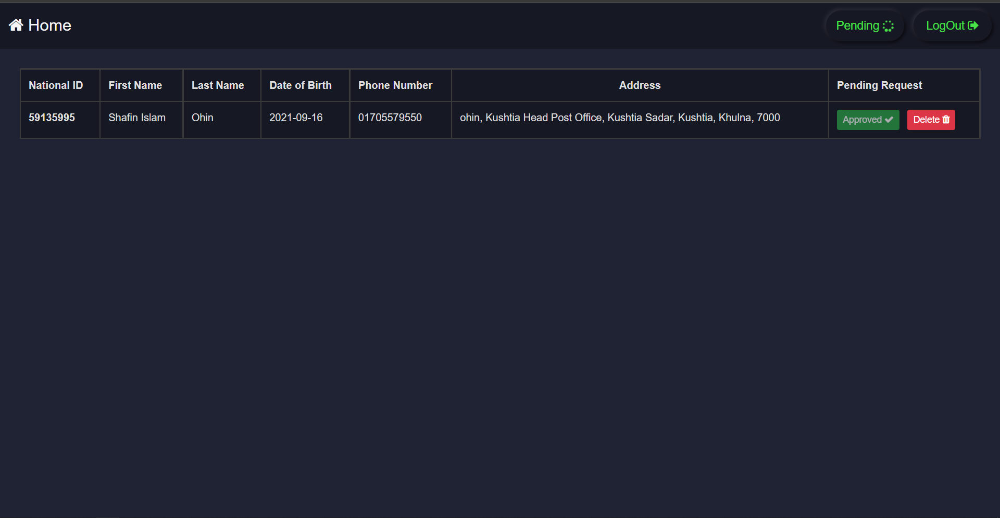 Home
Pending
LogOut
National ID First Name Last Name Date of Birth Phone Number Address Pending Request
59135995 Shafin Islam Ohin 2021-09-16 01705579550 ohin, Kushtia Head Post Office, Kushtia Sadar, Kushtia, Khulna, 7000 Approved Delete